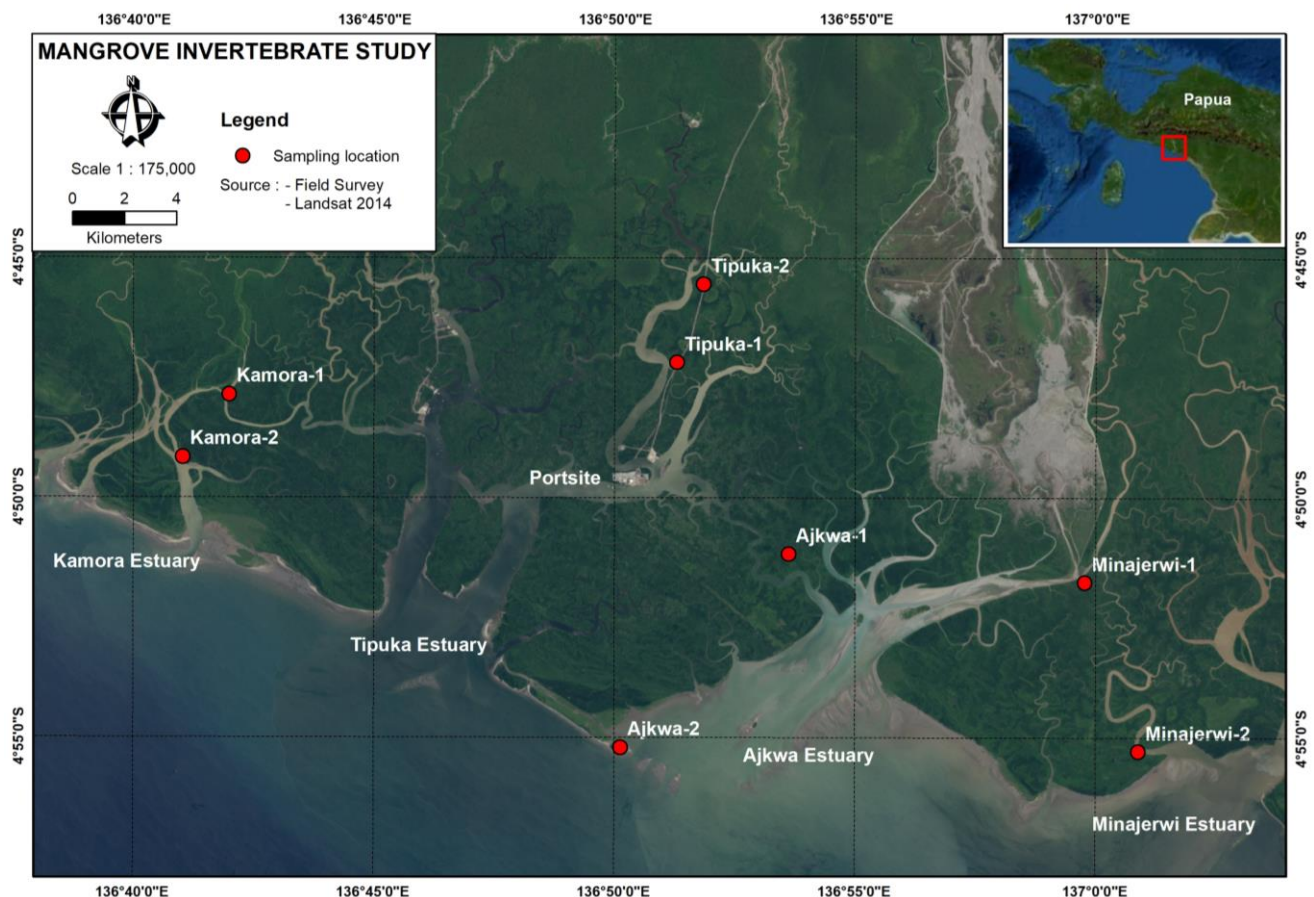 136°40'0"E 136°45'0"E 136°50'0"E 136°55'0"E 137°0'0"E
MANGROVE INVERTEBRATE STUDY
N
Scale 1 : 175,000
0 2 4
Kilometers
Legend
Sampling location
Source : - Field Survey
- Landsat 2014
Papua
4°45'0"S
4°45'0"S
Tipuka-2
Tipuka-1
Kamora-1
Kamora-2
Portsite
4°50'0"S
4°50'0"S
Ajkwa-1
Kamora Estuary
Minajerwi-1
Tipuka Estuary
Ajkwa-2
Minajerwi-2
4°55'0"S
4°55'0"S
Ajkwa Estuary
Minajerwi Estuary
136°40'0"E 136°45'0"E 136°50'0"E 136°55'0"E 137°0'0"E